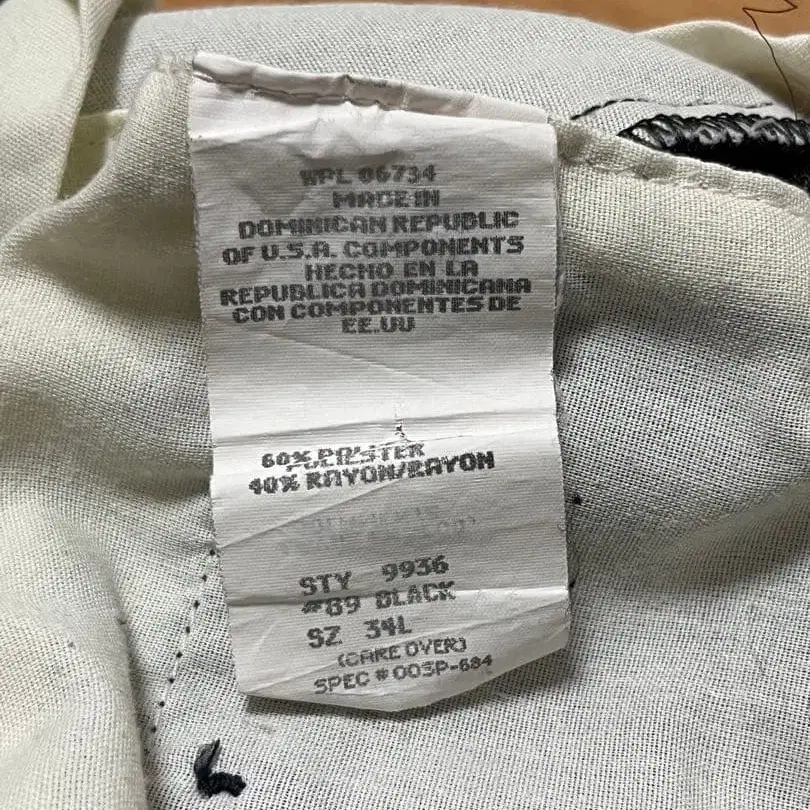 WPL 06734
MADE IN
DOMINICAN REPUBLIC
OF U.S.A. COMPONENTS
HECHO EN LA
REPUBLICA DOMINICANA
CON COMPONENTES DE
EE.UU
60%
40% RAYON/RAYON
STY 9936
#89 BLACK
SZ 34L
(CARE OVER)
SPEC # 003P-684